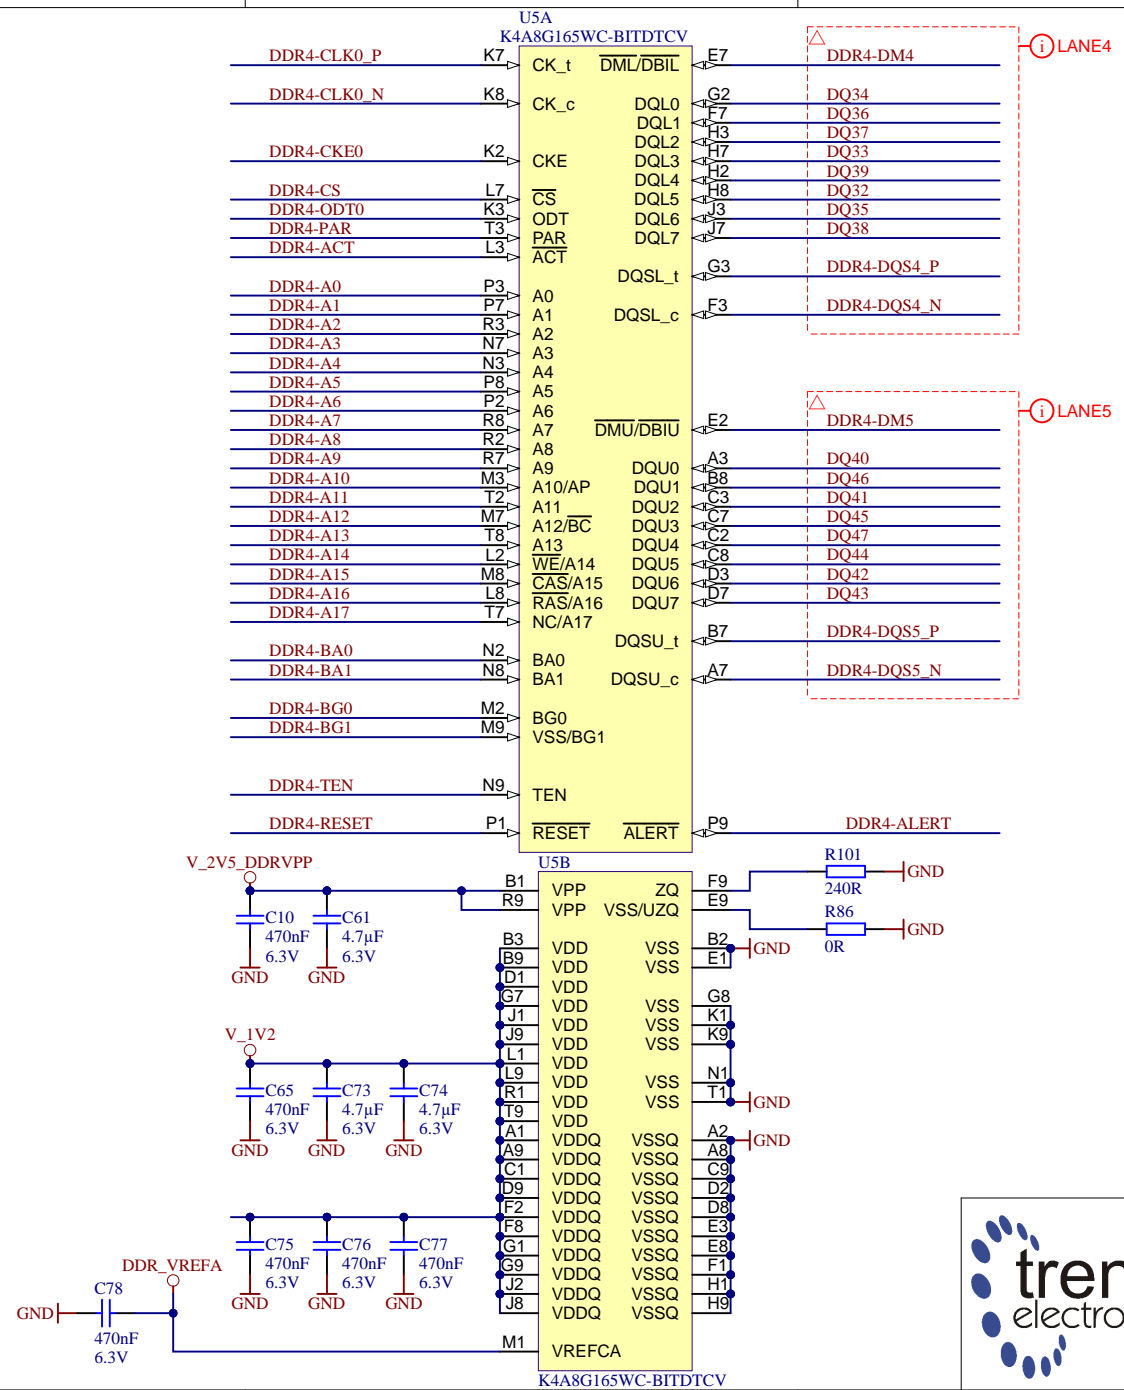 U5A
K4A8G165WC-BITDTCV
DDR4-CLK0_P K7 CK_t DML/DBIL E7 DDR4-DM4
LANE4
DDR4-CLK0_N K8 CK_c DQL0 G2 DQ34
DQL1 F7 DQ36
DQL2 H3 DQ37
DDR4-CKE0 K2 CKE DQL3 H7 DQ33
DQL4 H2 DQ39
DDR4-CS L7 CS DQL5 H8 DQ32
DDR4-ODT0 K3 ODT DQL6 J3 DQ35
DDR4-PAR T3 PAR DQL7 J7 DQ38
DDR4-ACT L3 ACT
DQSL_t G3 DDR4-DQS4_P
DDR4-A0 P3 A0
DDR4-A1 P7 A1 DQSL_c F3 DDR4-DQS4_N
DDR4-A2 R3 A2
DDR4-A3 N7 A3
DDR4-A4 N3 A4
DDR4-A5 P8 A5
DDR4-A6 P2 A6
LANE5
DDR4-A7 R8 A7 DMU/DBIU E2 DDR4-DM5
DDR4-A8 R2 A8
DDR4-A9 R7 A9 DQU0 A3 DQ40
DDR4-A10 M3 A10/AP DQU1 B8 DQ46
DDR4-A11 T2 A11 DQU2 C3 DQ41
DDR4-A12 M7 A12/BC DQU3 C7 DQ45
DDR4-A13 T8 A13 DQU4 C2 DQ47
DDR4-A14 L2 WE/A14 DQU5 C8 DQ44
DDR4-A15 M8 CAS/A15 DQU6 D3 DQ42
DDR4-A16 L8 RAS/A16 DQU7 D7 DQ43
DDR4-A17 T7 NC/A17
DQSU_t B7 DDR4-DQS5_P
DDR4-BA0 N2 BA0
DDR4-BA1 N8 BA1 DQSU_c A7 DDR4-DQS5_N
DDR4-BG0 M2 BG0
DDR4-BG1 M9 VSS/BG1
DDR4-TEN N9 TEN
DDR4-RESET P1 RESET ALERT P9 DDR4-ALERT
U5B
V_2V5_DDRVPP
B1 VPP ZQ F9 R101 240R GND
R9 VPP VSS/UZQ E9 R86 0R GND
C10 470nF 6.3V GND
C61 4.7µF 6.3V GND
B3 VDD VSS B2 GND
B9 VDD VSS E1
D1 VDD
G7 VDD VSS G8
J1 VDD VSS K1
J9 VDD VSS K9
V_1V2
L1 VDD
L9 VDD VSS N1
R1 VDD VSS T1 GND
T9 VDD
C65 470nF 6.3V GND
C73 4.7µF 6.3V GND
C74 4.7µF 6.3V GND
A1 VDDQ VSSQ A2 GND
A9 VDDQ VSSQ A8
C1 VDDQ VSSQ C9
D9 VDDQ VSSQ D2
F2 VDDQ VSSQ D8
F8 VDDQ VSSQ E3
G1 VDDQ VSSQ E8
G9 VDDQ VSSQ F1
J2 VDDQ VSSQ H1
J8 VDDQ VSSQ H9
C75 470nF 6.3V GND
C76 470nF 6.3V GND
C77 470nF 6.3V GND
DDR_VREFA
GND C78 470nF 6.3V
M1 VREFCA
K4A8G165WC-BITDTCV
tren
electro